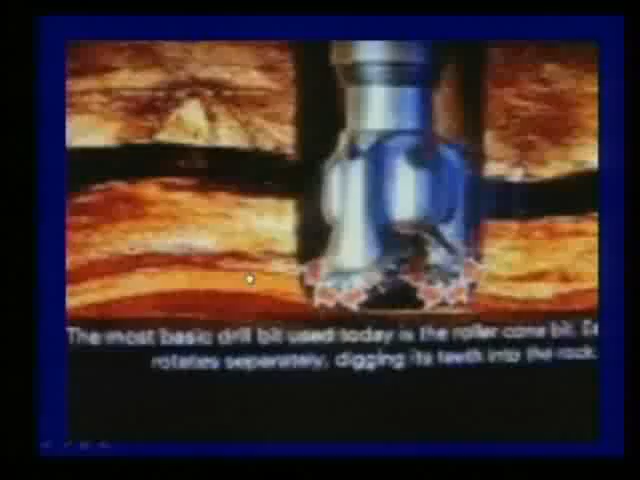 The most basic drill bit used today is the roller cone bit.
rotates seperately, digging its teeth into the rock.